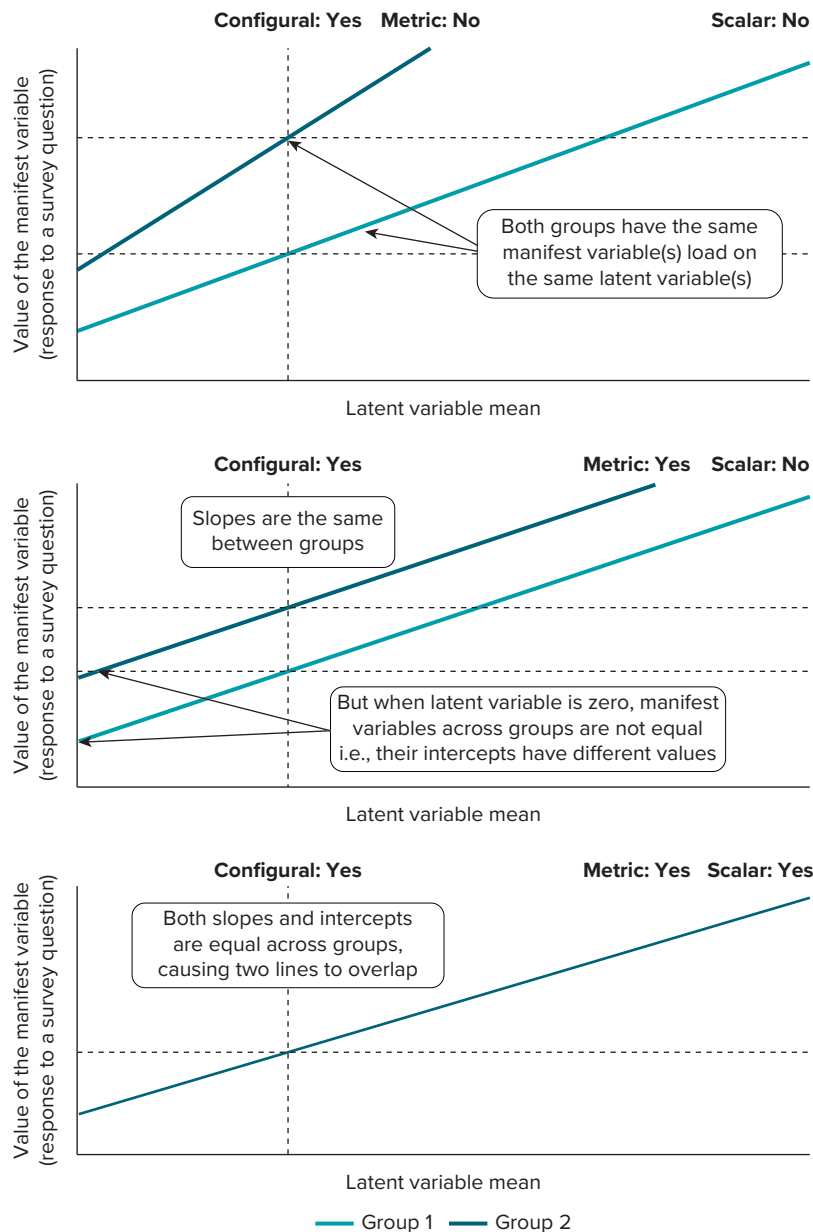 Configural: Yes Metric: No Scalar: No
Value of the manifest variable
(response to a survey question)
Both groups have the same
manifest variable(s) load on
the same latent variable(s)
Latent variable mean
Configural: Yes Metric: Yes Scalar: No
Value of the manifest variable
(response to a survey question)
Slopes are the same
between groups
But when latent variable is zero, manifest
variables across groups are not equal
i.e., their intercepts have different values
Latent variable mean
Configural: Yes Metric: Yes Scalar: Yes
Value of the manifest variable
(response to a survey question)
Both slopes and intercepts
are equal across groups,
causing two lines to overlap
Latent variable mean
Group 1 Group 2